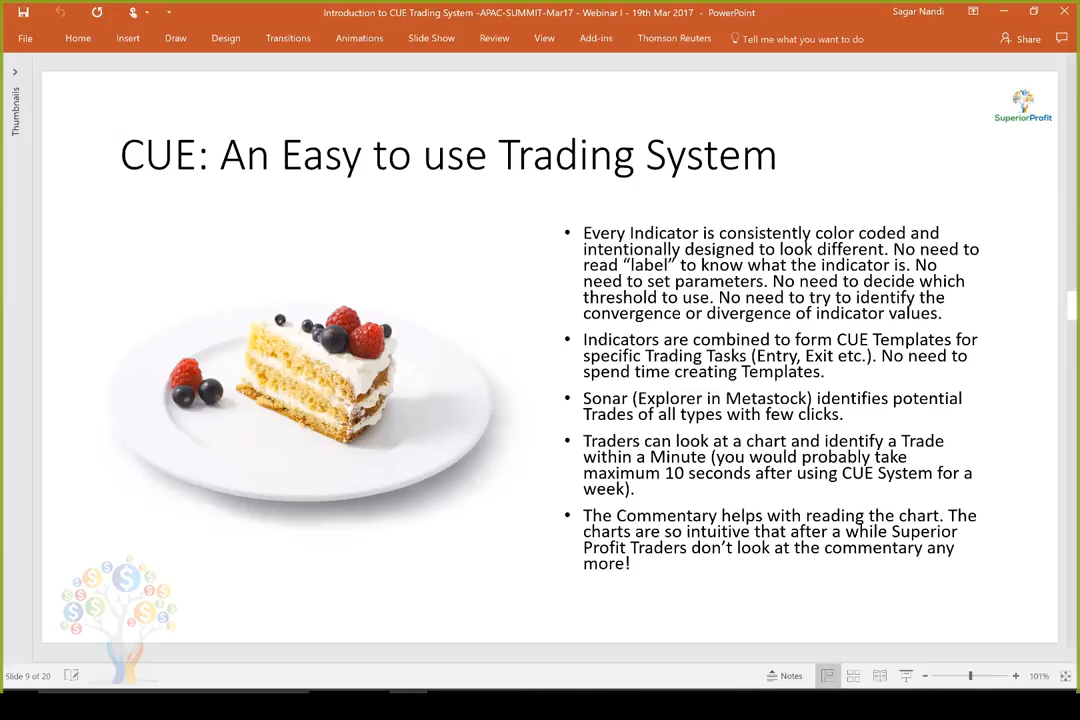 Introduction to CUE Trading System -APAC-SUMMIT-Mar17 - Webinar I - 19th Mar 2017 - PowerPoint
Sagar Nandi
File Home Insert Draw Design Transitions Animations Slide Show Review View Add-ins Thomson Reuters Tell me what you want to do Share
Thumbnails
SuperiorProfit
CUE: An Easy to use Trading System
• Every Indicator is consistently color coded and
intentionally designed to look different. No need to
read “label” to know what the indicator is. No
need to set parameters. No need to decide which
threshold to use. No need to try to identify the
convergence or divergence of indicator values.
• Indicators are combined to form CUE Templates for
specific Trading Tasks (Entry, Exit etc.). No need to
spend time creating Templates.
• Sonar (Explorer in Metastock) identifies potential
Trades of all types with few clicks.
• Traders can look at a chart and identify a Trade
within a Minute (you would probably take
maximum 10 seconds after using CUE System for a
week).
• The Commentary helps with reading the chart. The
charts are so intuitive that after a while Superior
Profit Traders don’t look at the commentary any
more!
Slide 9 of 20
Notes
101%